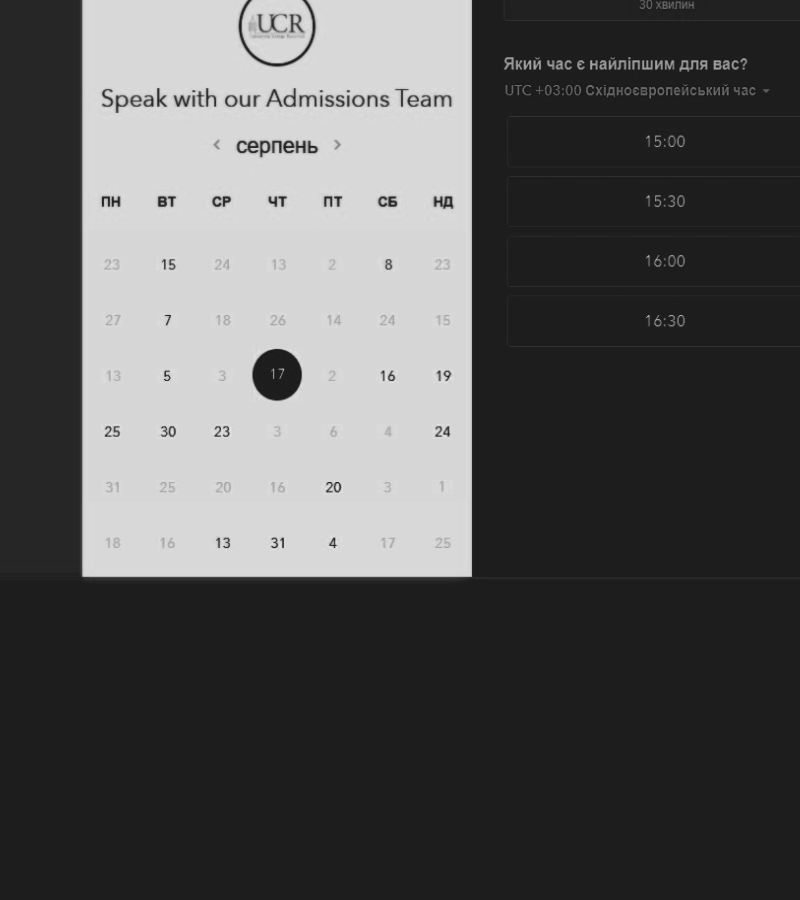 UCR
Speak with our Admissions Team
серпень
ПН ВТ СР ЧТ ПТ СБ НД
23 15 24 13 2 8 23
27 7 18 26 14 24 15
13 5 3 17 2 16 19
25 30 23 3 6 4 24
31 25 20 16 20 3 1
18 16 13 31 4 17 25
30 хвилин
Який час є найліпшим для вас?
UTC +03:00 Східноєвропейський час
15:00
15:30
16:00
16:30